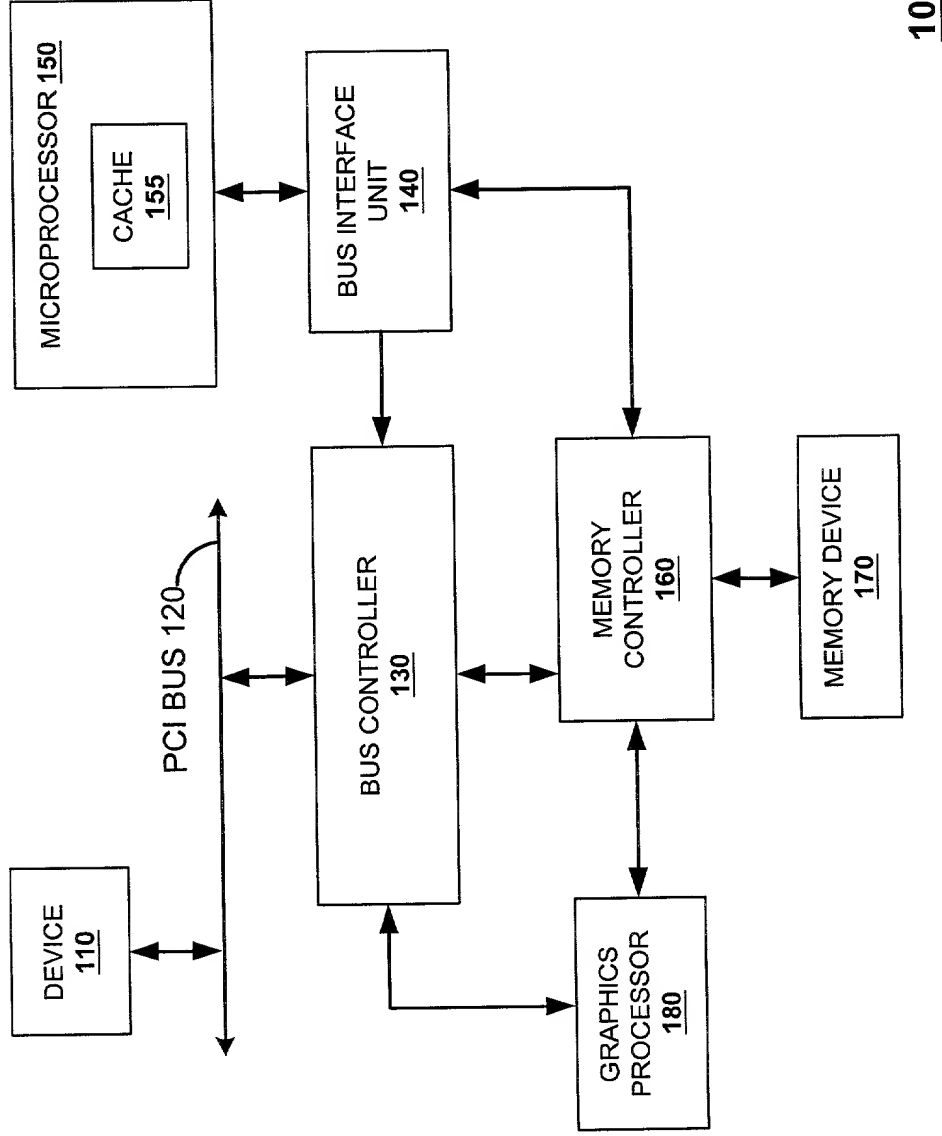 DEVICE
110
PCI BUS 120
MICROPROCESSOR 150
CACHE
155
BUS CONTROLLER
130
BUS INTERFACE
UNIT
140
GRAPHICS
PROCESSOR
180
MEMORY
CONTROLLER
160
MEMORY DEVICE
170
10